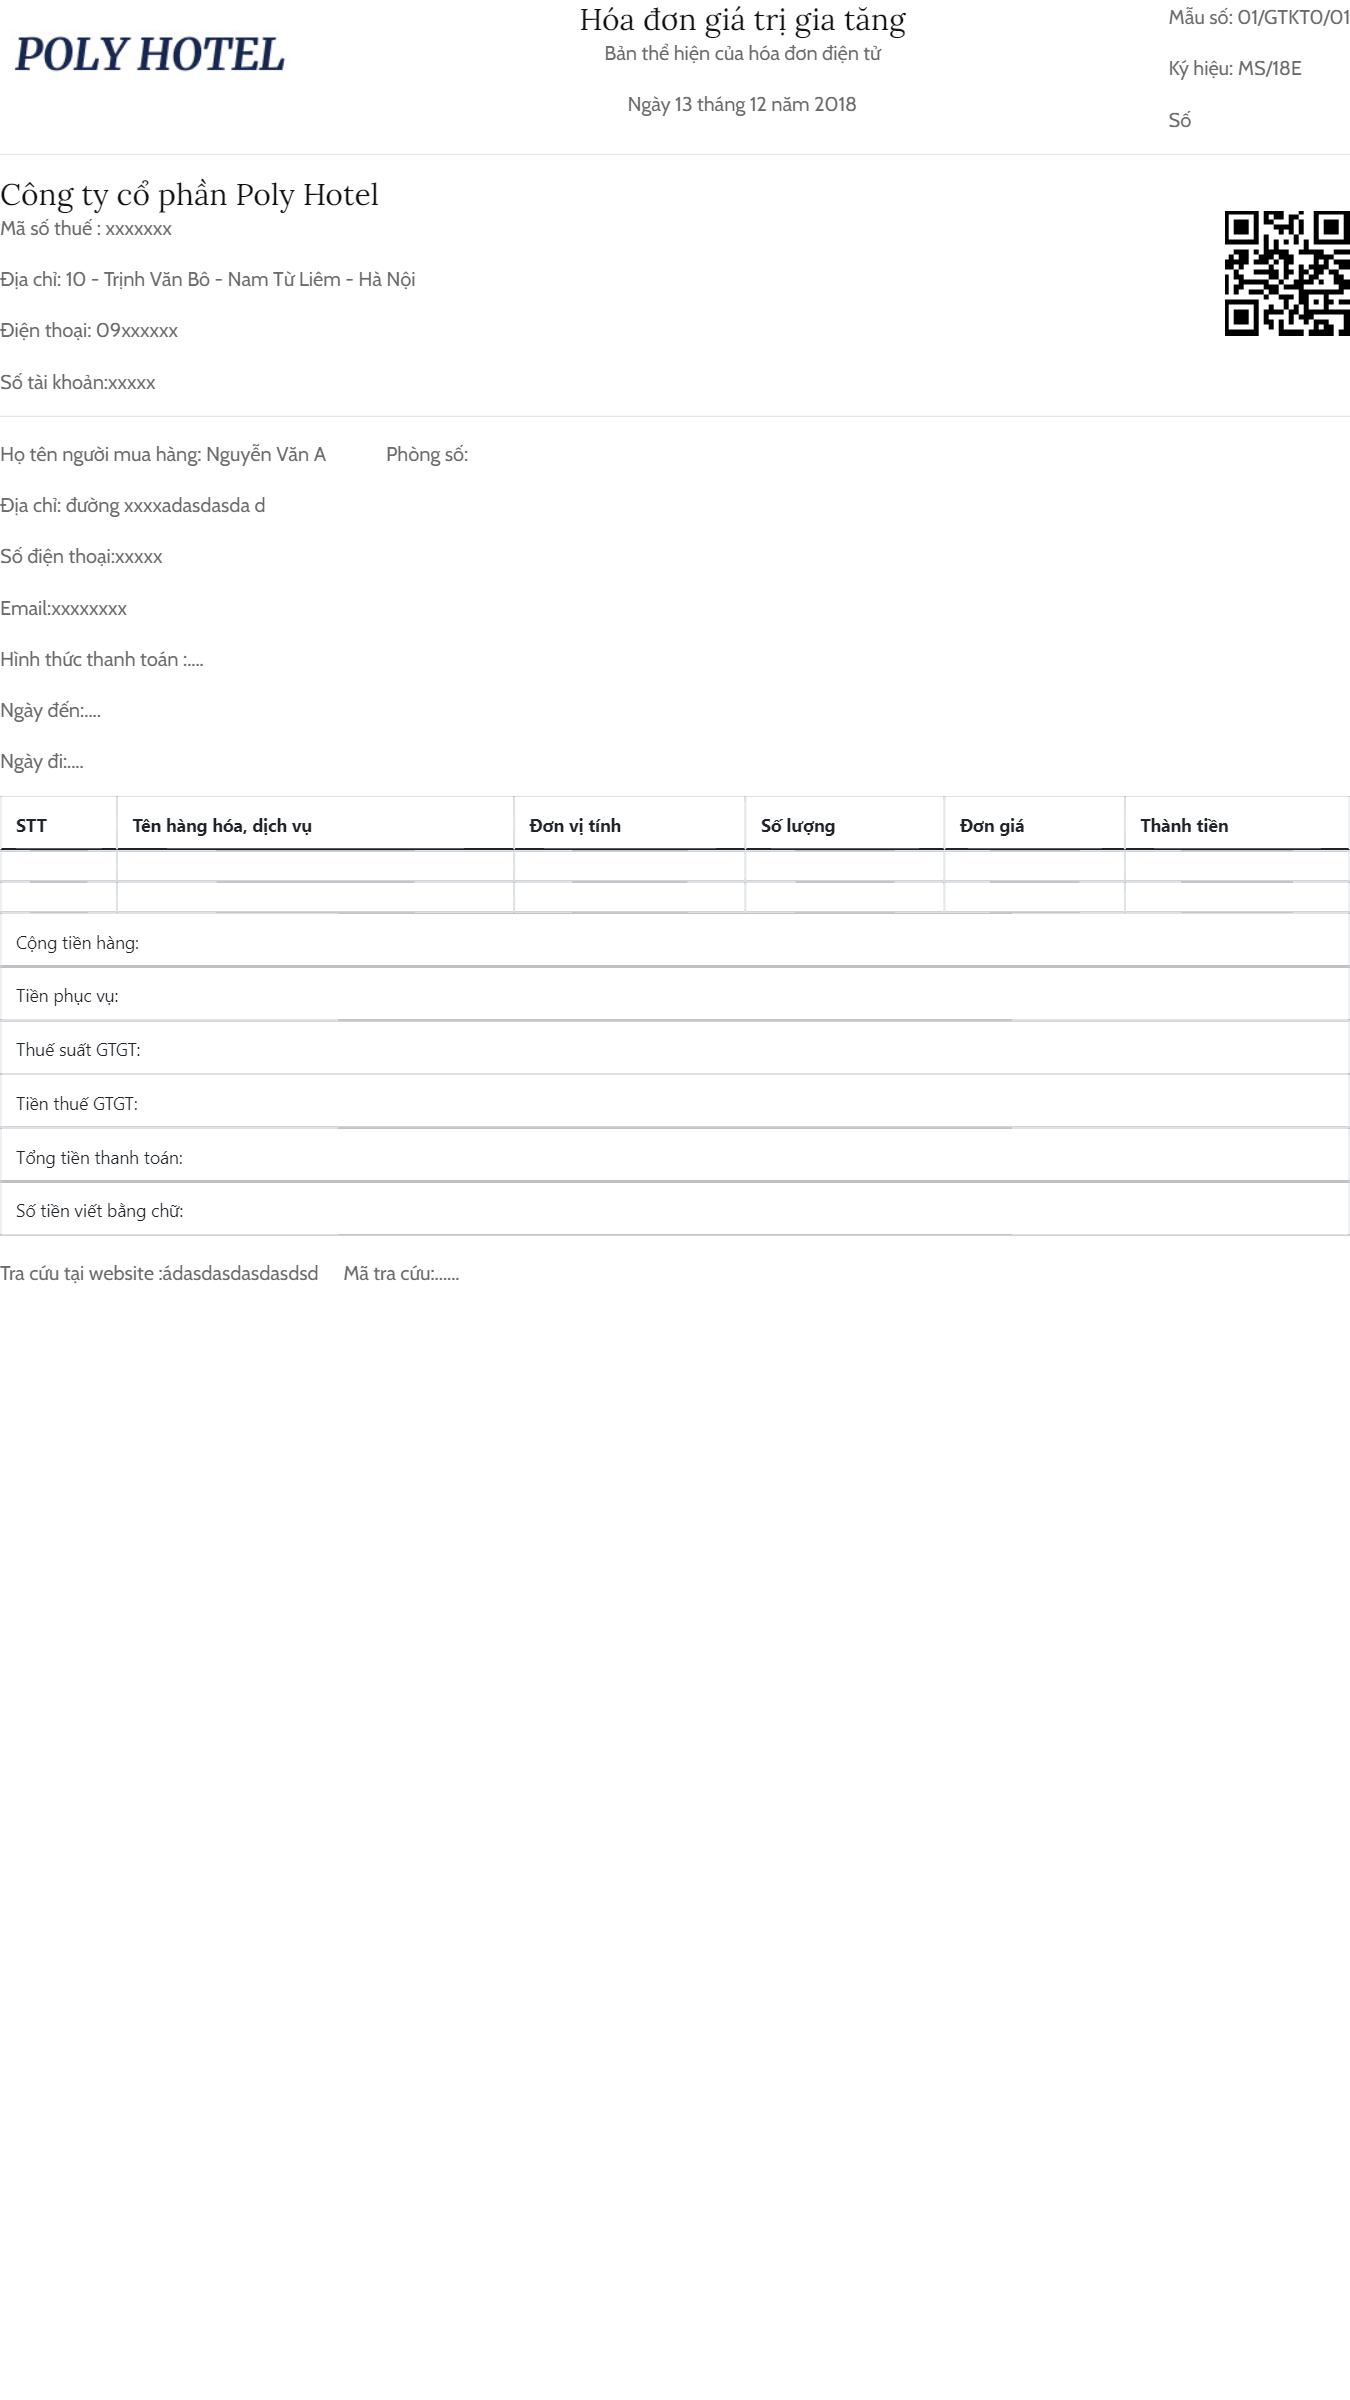 POLY HOTEL
Hóa đơn giá trị gia tăng
Bản thể hiện của hóa đơn điện tử
Ngày 13 tháng 12 năm 2018
Mẫu số: 01/GTKT0/01
Ký hiệu: MS/18E
Số
Công ty cổ phần Poly Hotel
Mã số thuế : xxxxxxx
Địa chỉ: 10 - Trịnh Văn Bô - Nam Từ Liêm - Hà Nội
Điện thoại: 09xxxxxx
Số tài khoản:xxxxx
Họ tên người mua hàng: Nguyễn Văn A Phòng số:
Địa chỉ: đường xxxxadasdasda d
Số điện thoại:xxxxx
Email:xxxxxxxx
Hình thức thanh toán :....
Ngày đến:....
Ngày đi:....
STT Tên hàng hóa, dịch vụ Đơn vị tính Số lượng Đơn giá Thành tiền
Cộng tiền hàng:
Tiền phục vụ:
Thuế suất GTGT:
Tiền thuế GTGT:
Tổng tiền thanh toán:
Số tiền viết bằng chữ:
Tra cứu tại website :ádasdasdasdasdsd Mã tra cứu:......